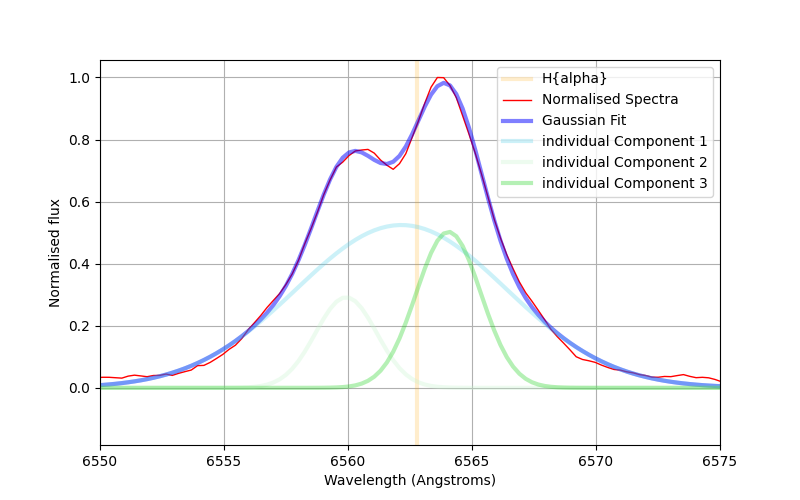 1.0
0.8
0.6
0.4
0.2
0.0
Normalised flux
H{alpha}
Normalised Spectra
Gaussian Fit
individual Component 1
individual Component 2
individual Component 3
6550 6555 6560 6565 6570 6575
Wavelength (Angstroms)